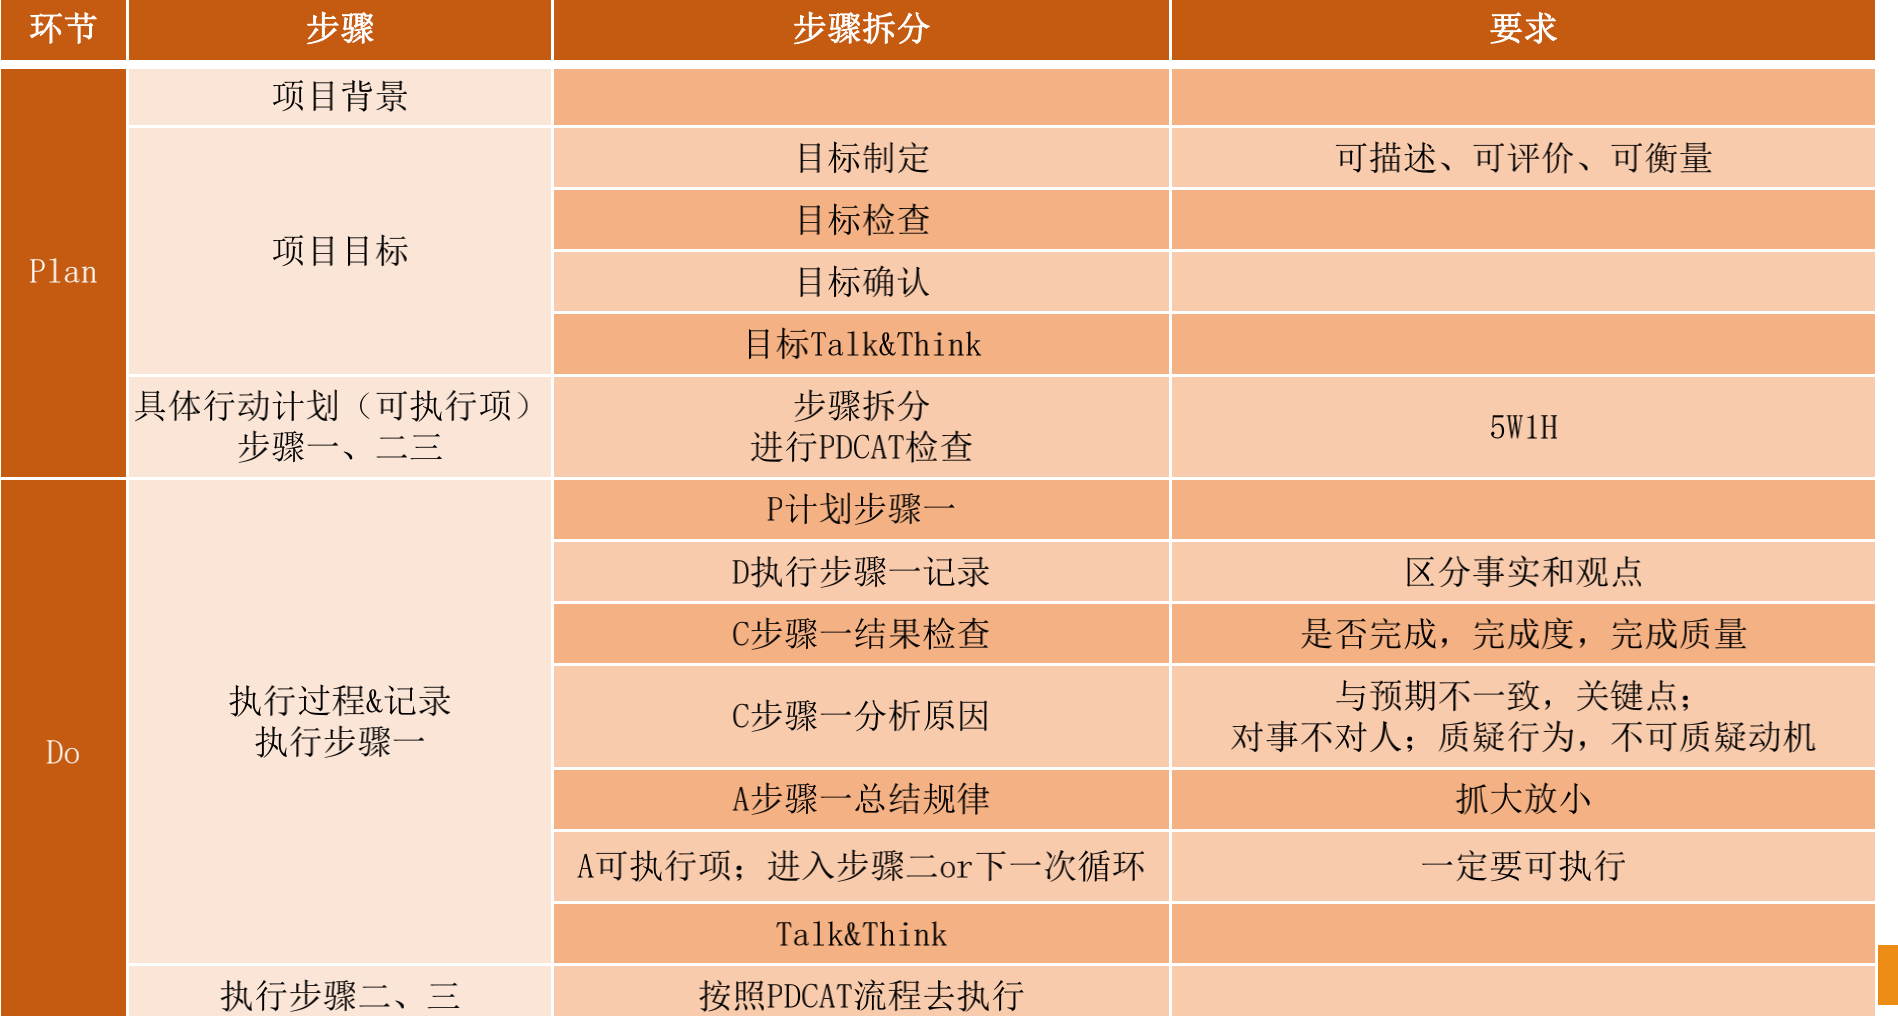 环节 步骤 步骤拆分 要求
项目背景
目标制定 可描述、可评价、可衡量
目标检查
项目目标
Plan
目标确认
目标Talk&Think
具体行动计划（可执行项）
步骤一、二三
步骤拆分
进行PDCAT检查
5W1H
P计划步骤一
D执行步骤一记录 区分事实和观点
C步骤一结果检查 是否完成，完成度，完成质量
执行过程&记录
执行步骤一
Do
C步骤一分析原因
与预期不一致，关键点；
对事不对人；质疑行为，不可质疑动机
A步骤一总结规律 抓大放小
A可执行项；进入步骤二or下一次循环 一定要可执行
Talk&Think
执行步骤二、三 按照PDCAT流程去执行